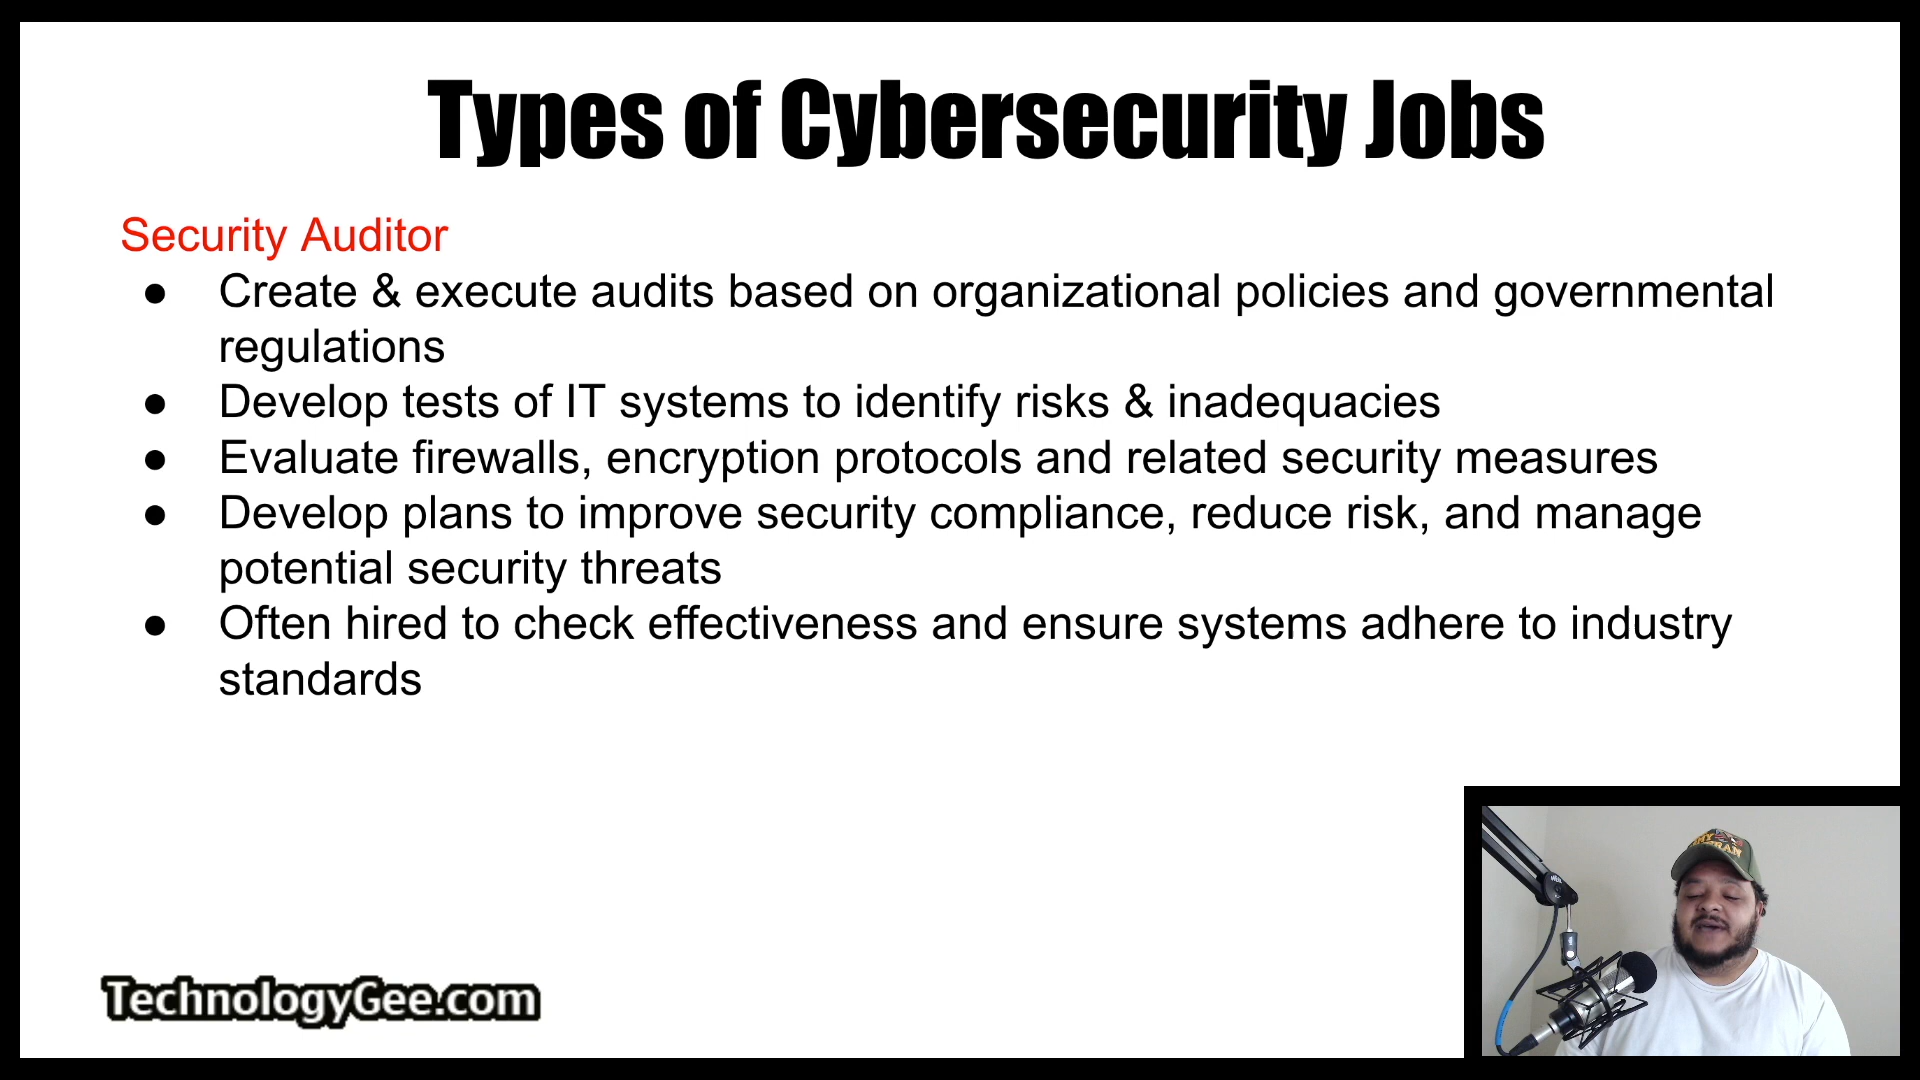 Types of Cybersecurity Jobs
Security Auditor
● Create & execute audits based on organizational policies and governmental
regulations
● Develop tests of IT systems to identify risks & inadequacies
● Evaluate firewalls, encryption protocols and related security measures
● Develop plans to improve security compliance, reduce risk, and manage
potential security threats
● Often hired to check effectiveness and ensure systems adhere to industry
standards
TechnologyGee.com